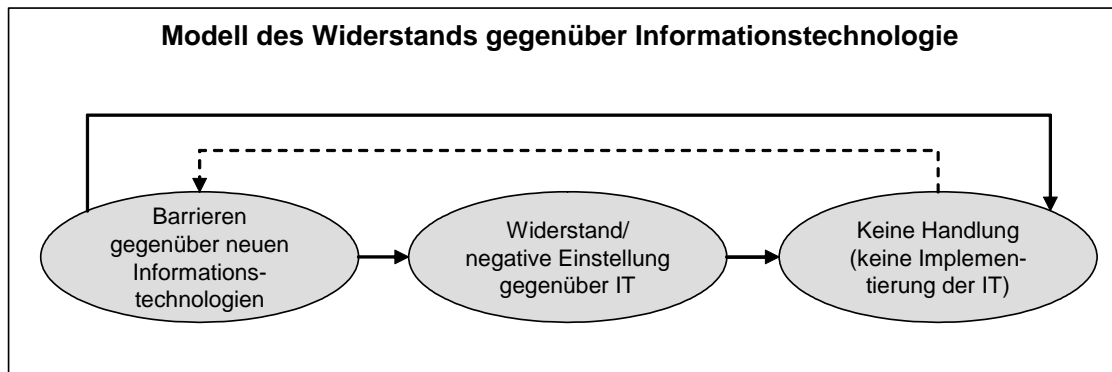 Modell des Widerstands gegenüber Informationstechnologie
Barrieren
gegenüber neuen
Informations-
technologien
Widerstand/
negative Einstellung
gegenüber IT
Keine Handlung
(keine Implemen-
tierung der IT)